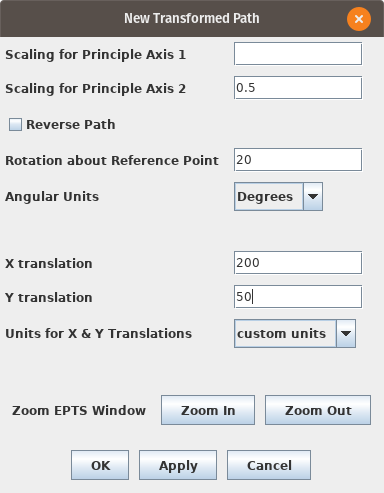 New Transformed Path
Scaling for Principle Axis 1
Scaling for Principle Axis 2 0.5
Reverse Path
Rotation about Reference Point 20
Angular Units Degrees
X translation 200
Y translation 50
Units for X & Y Translations custom units
Zoom EPTS Window Zoom In Zoom Out
OK Apply Cancel